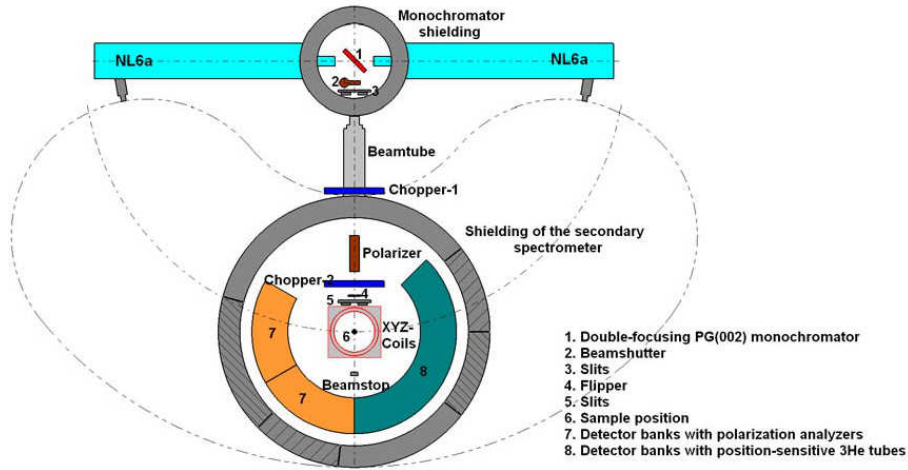 Monochromator
shielding
NL6a
1
NL6a
2
3
Beamtube
Chopper-1
Shielding of the secondary
spectrometer
Polarizer
Chopper-2
4
5
6
XYZ-
Coils
7
8
Beamstop
7
1. Double-focusing PG(002) monochromator
2. Beamshutter
3. Slits
4. Flipper
5. Slits
6. Sample position
7. Detector banks with polarization analyzers
8. Detector banks with position-sensitive 3He tubes